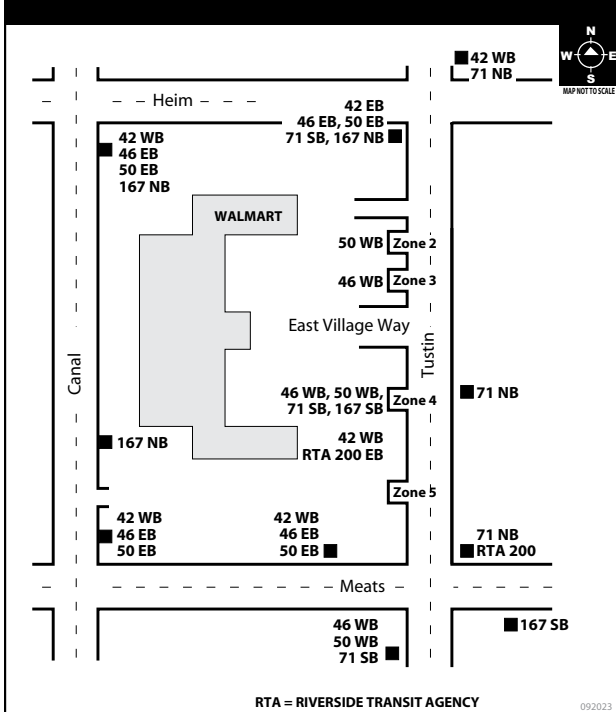 N
W E
S
MAP NOT TO SCALE
42 WB
71 NB
Heim
42 EB
46 EB, 50 EB
71 SB, 167 NB
42 WB
46 EB
50 EB
167 NB
WALMART
50 WB Zone 2
46 WB Zone 3
East Village Way
Canal
Tustin
46 WB, 50 WB,
71 SB, 167 SB
Zone 4
71 NB
42 WB
RTA 200 EB
167 NB
Zone 5
42 WB
46 EB
50 EB
42 WB
46 EB
50 EB
71 NB
RTA 200
Meats
46 WB
50 WB
71 SB
167 SB
RTA = RIVERSIDE TRANSIT AGENCY
092023